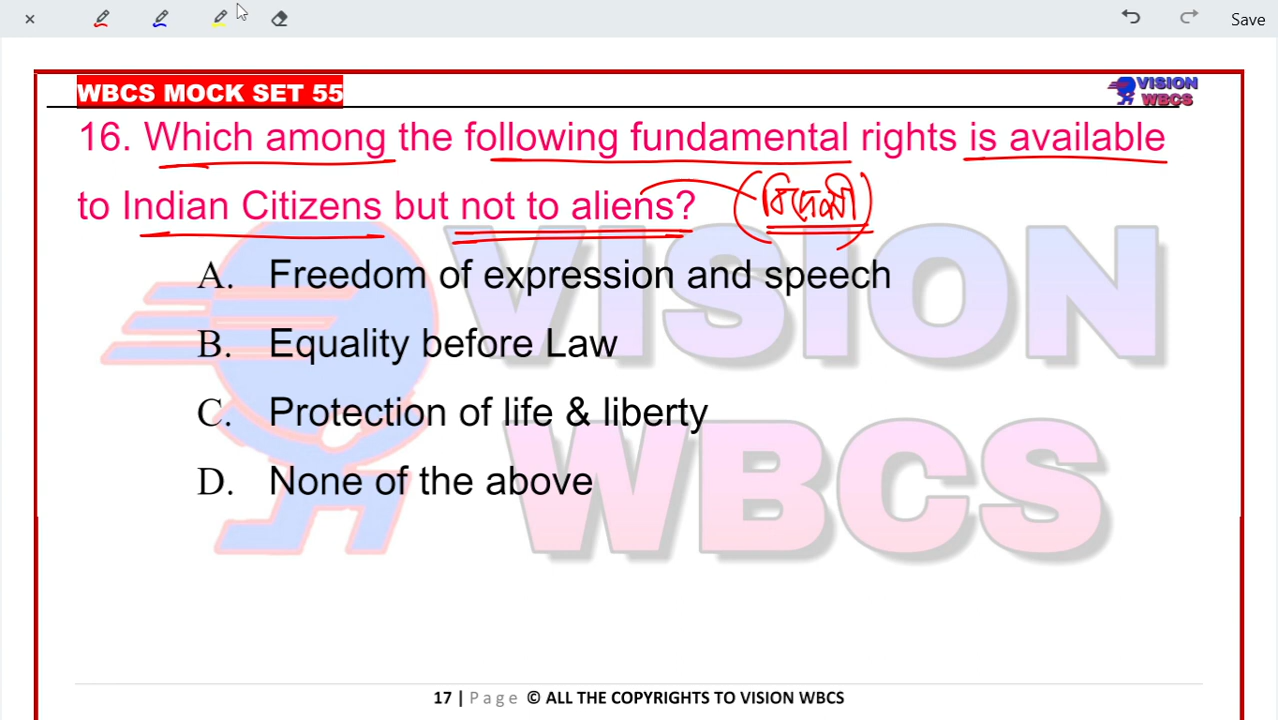 Save
WBCS MOCK SET 55
VISION
WBCS
16. Which among the following fundamental rights is available
to Indian Citizens but not to aliens? (বিদেশী)
A. Freedom of expression and speech
B. Equality before Law
C. Protection of life & liberty
D. None of the above
VISION
WBCS
17 | Page © ALL THE COPYRIGHTS TO VISION WBCS